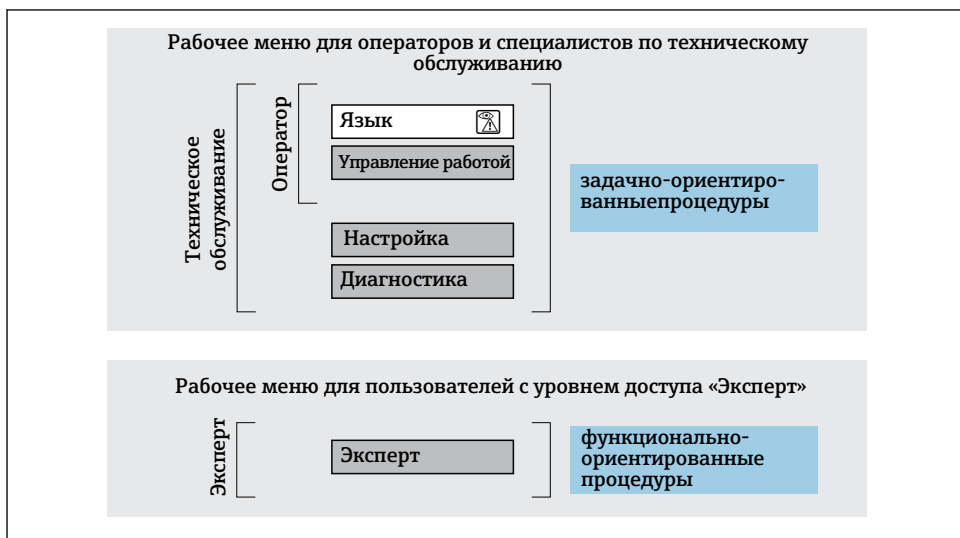 Рабочее меню для операторов и специалистов по техническому
обслуживанию
Техническое
обслуживание
Оператор
Язык
Управление работой
Настройка
Диагностика
задачно-ориентиро-
ванныепроцедуры
Рабочее меню для пользователей с уровнем доступа «Эксперт»
Эксперт
Эксперт
функционально-
ориентированные
процедуры